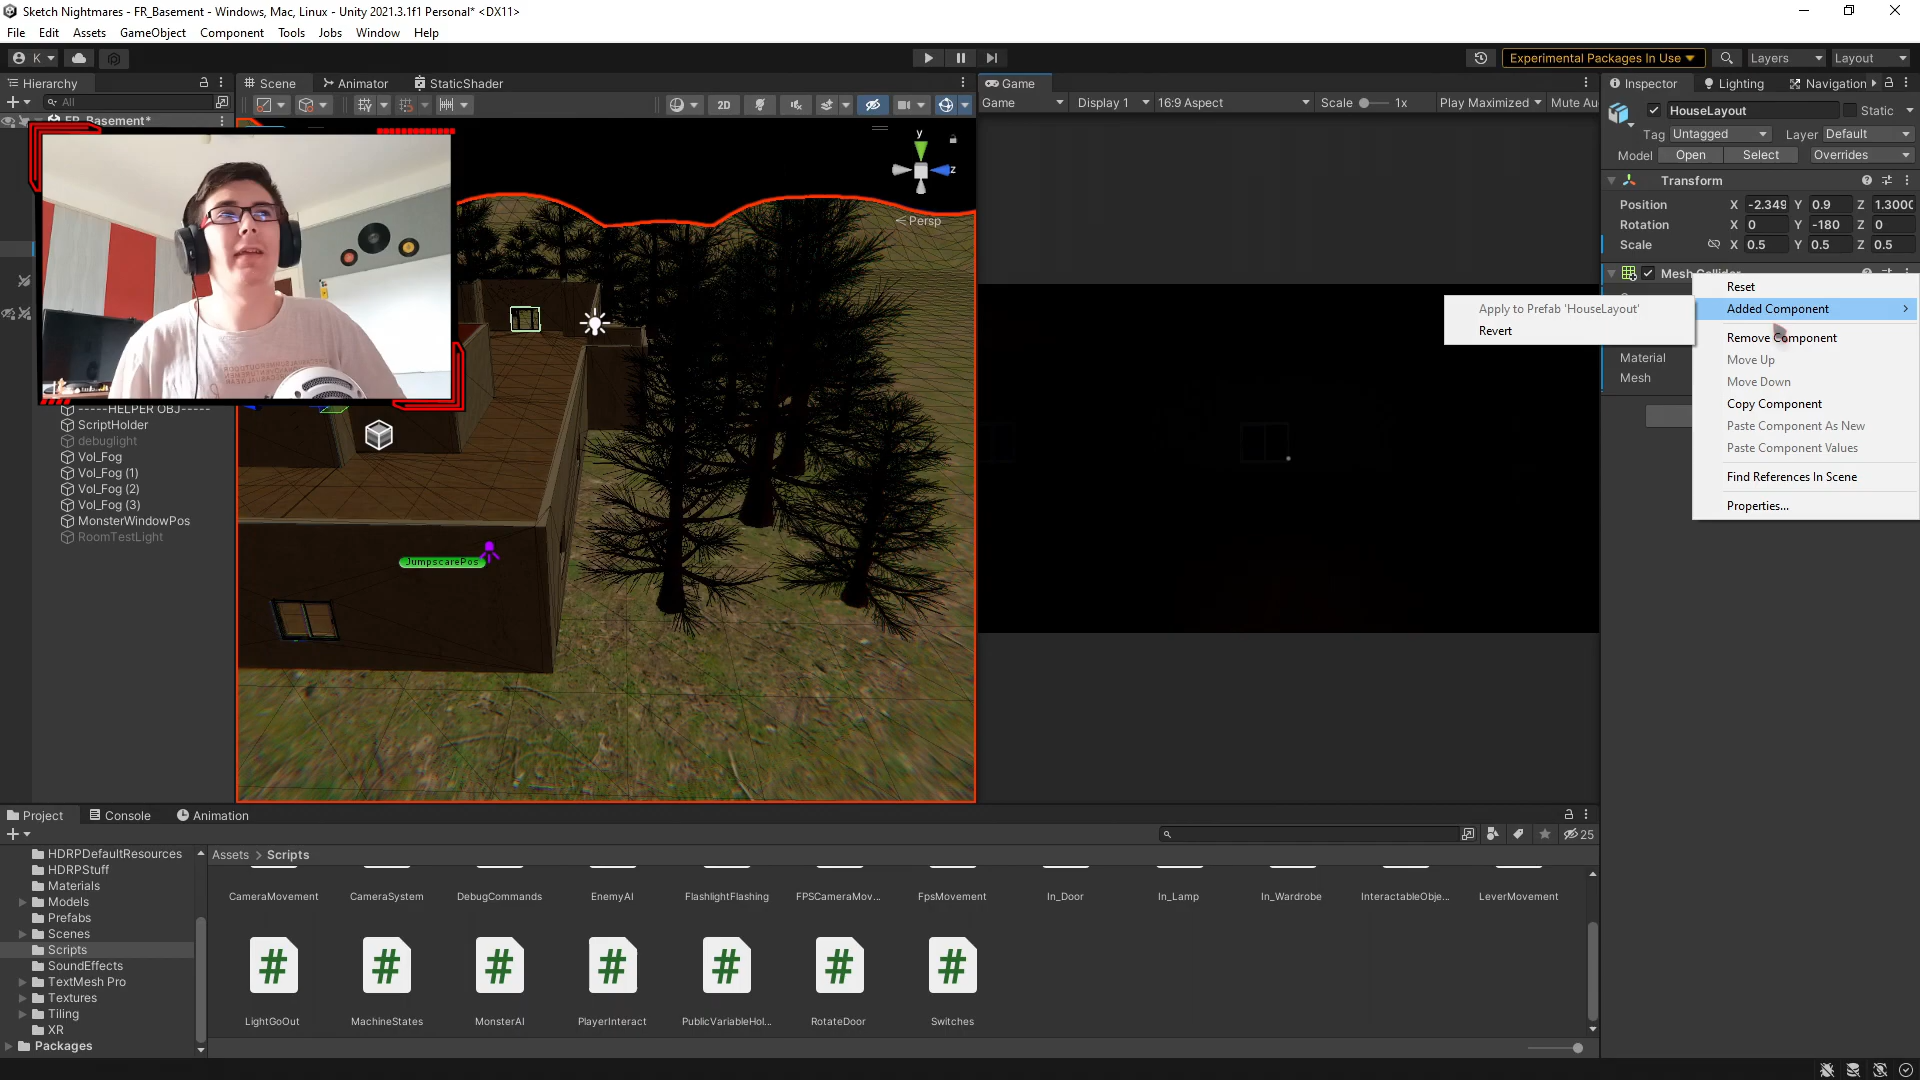 Sketch Nightmares - FR_Basement - Windows, Mac, Linux - Unity 2021.3.1f1 Personal* <DX11>
File Edit Assets GameObject Component Tools Jobs Window Help
K
Experimental Packages In Use
Layers
Layout
Hierarchy
Scene
Animator
StaticShader
Game
Inspector
Lighting
Navigation
All
2D
Game
Display 1
16:9 Aspect
Scale
1x
Play Maximized
Mute Au
HouseLayout
Static
FR_Basement*
Tag Untagged
Layer Default
Model Open Select Overrides
Transform
Position X -2.349 Y 0.9 Z 1.3000
Rotation X 0 Y -180 Z 0
Scale X 0.5 Y 0.5 Z 0.5
y
z
Persp
Mesh Collider
Reset
Added Component
Apply to Prefab 'HouseLayout'
Revert
Remove Component
Material
Move Up
Mesh
Move Down
Copy Component
Paste Component As New
Paste Component Values
Find References In Scene
Properties...
-----HELPER OBJ-----
ScriptHolder
debuglight
Vol_Fog
Vol_Fog (1)
Vol_Fog (2)
Vol_Fog (3)
MonsterWindowPos
RoomTestLight
JumpscarePos
Project
Console
Animation
25
HDRPDefaultResources
HDRPStuff
Materials
Models
Prefabs
Scenes
Scripts
SoundEffects
TextMesh Pro
Textures
Tiling
XR
Packages
Assets > Scripts
CameraMovement
CameraSystem
DebugCommands
EnemyAI
FlashlightFlashing
FPSCameraMov...
FpsMovement
In_Door
In_Lamp
In_Wardrobe
InteractableObje...
LeverMovement
# # # # # # #
LightGoOut
MachineStates
MonsterAI
PlayerInteract
PublicVariableHol...
RotateDoor
Switches